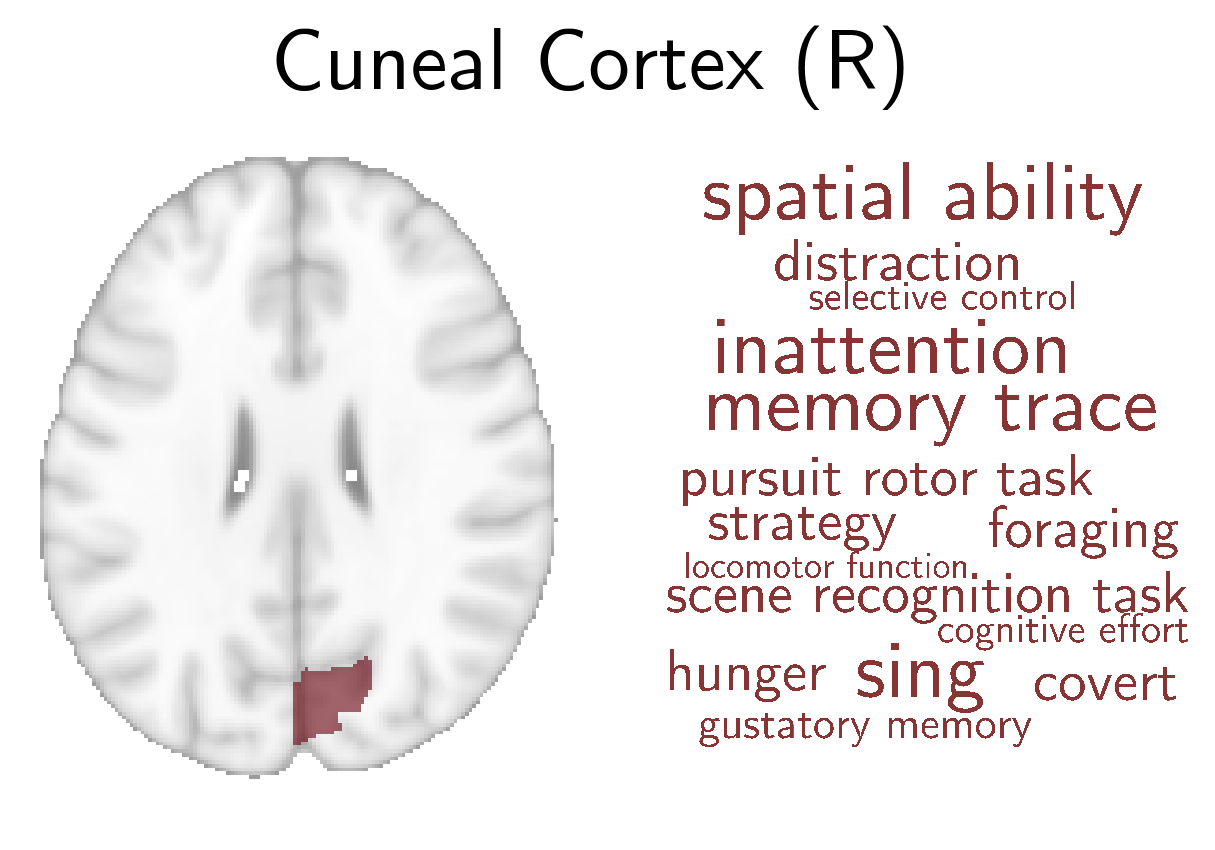 Cuneal Cortex (R)
spatial ability
distraction
selective control
inattention
memory trace
pursuit rotor task
strategy foraging
locomotor function
scene recognition task
cognitive effort
hunger sing covert
gustatory memory